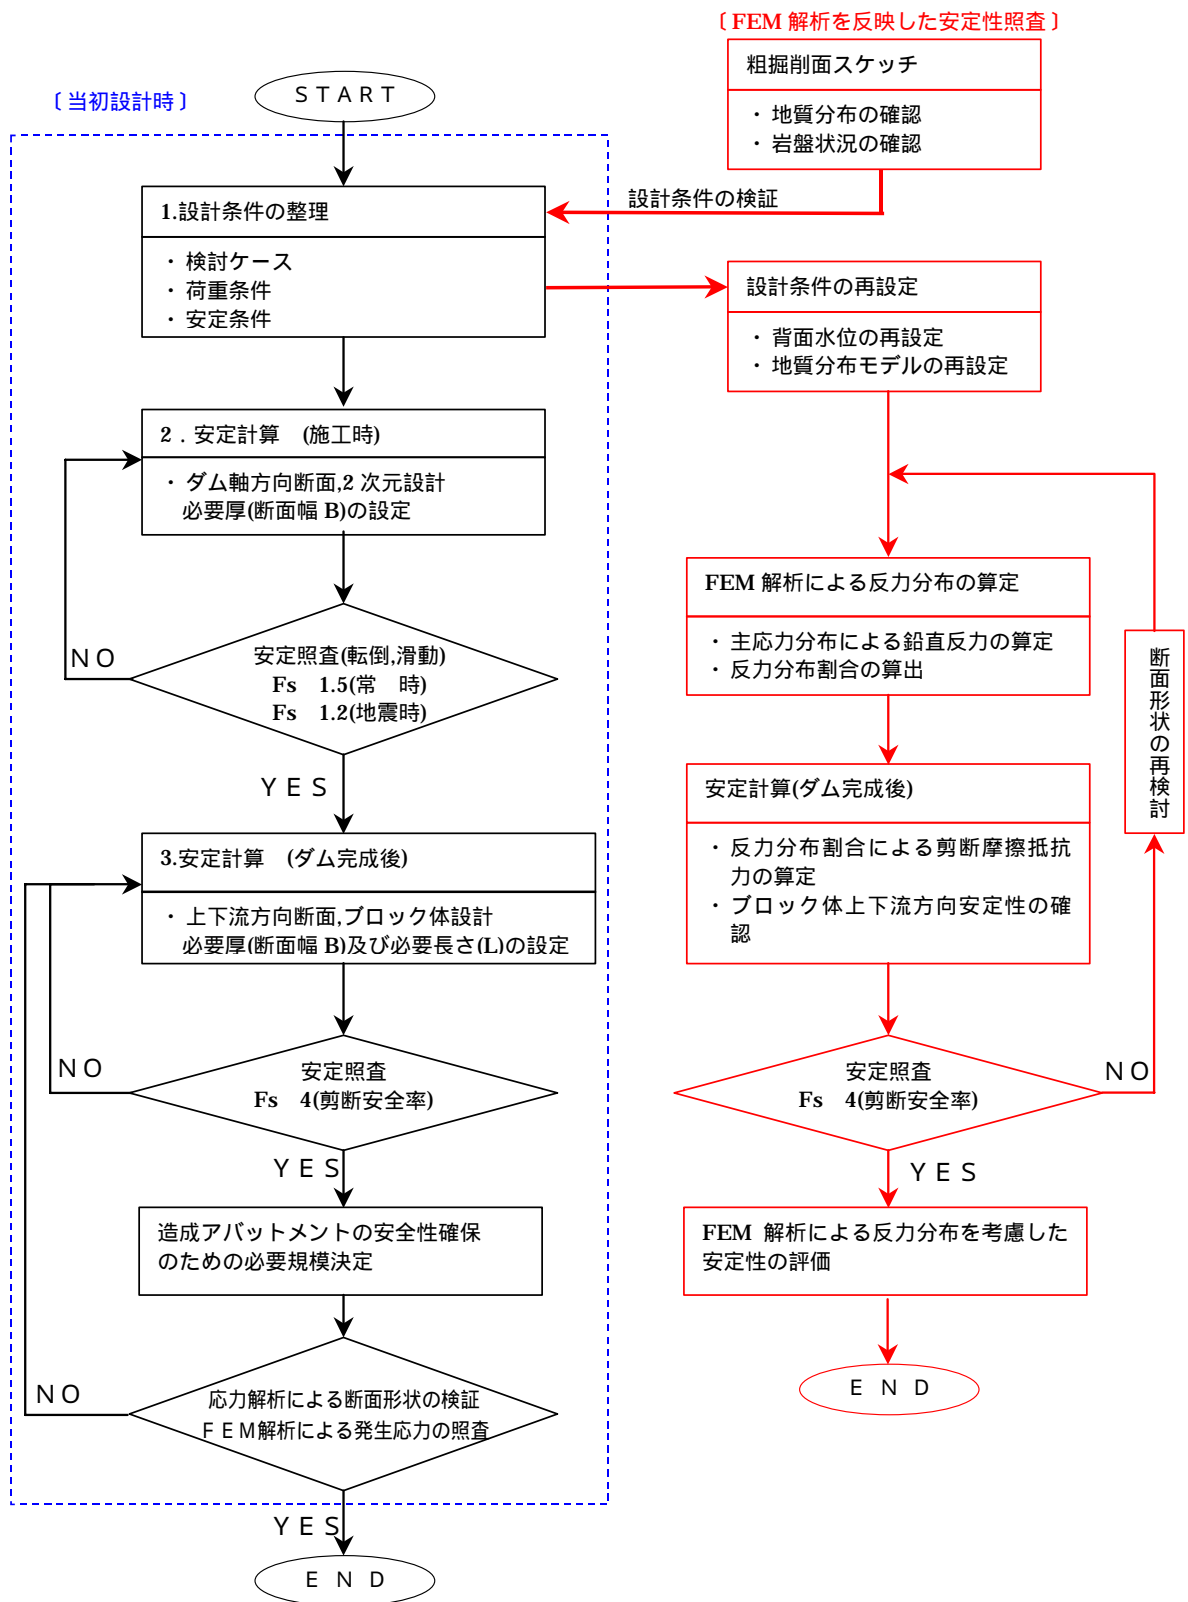 〔 FEM 解析を反映した安定性照査 〕
粗掘削面スケッチ
・ 地質分布の確認
・ 岩盤状況の確認
〔 当初設計時 〕
ＳＴＡＲＴ
設計条件の検証
1.設計条件の整理
・ 検討ケース
・ 荷重条件
・ 安定条件
設計条件の再設定
・ 背面水位の再設定
・ 地質分布モデルの再設定
2．安定計算　(施工時)
・ ダム軸方向断面,2 次元設計
必要厚(断面幅 B)の設定
NO
安定照査(転倒,滑動)
Fs　1.5(常　時)
Fs　1.2(地震時)
YES
FEM 解析による反力分布の算定
・ 主応力分布による鉛直反力の算定
・ 反力分布割合の算出
断面形状の再検討
安定計算(ダム完成後)
・ 反力分布割合による剪断摩擦抵抗
力の算定
・ ブロック体上下流方向安定性の確
認
3.安定計算　(ダム完成後)
・ 上下流方向断面,ブロック体設計
必要厚(断面幅 B)及び必要長さ(L)の設定
NO
安定照査
Fs　4(剪断安全率)
YES
安定照査
Fs　4(剪断安全率)
NO
YES
造成アバットメントの安全性確保
のための必要規模決定
FEM 解析による反力分布を考慮した
安定性の評価
ＥＮＤ
NO
応力解析による断面形状の検証
ＦＥＭ解析による発生応力の照査
YES
ＥＮＤ